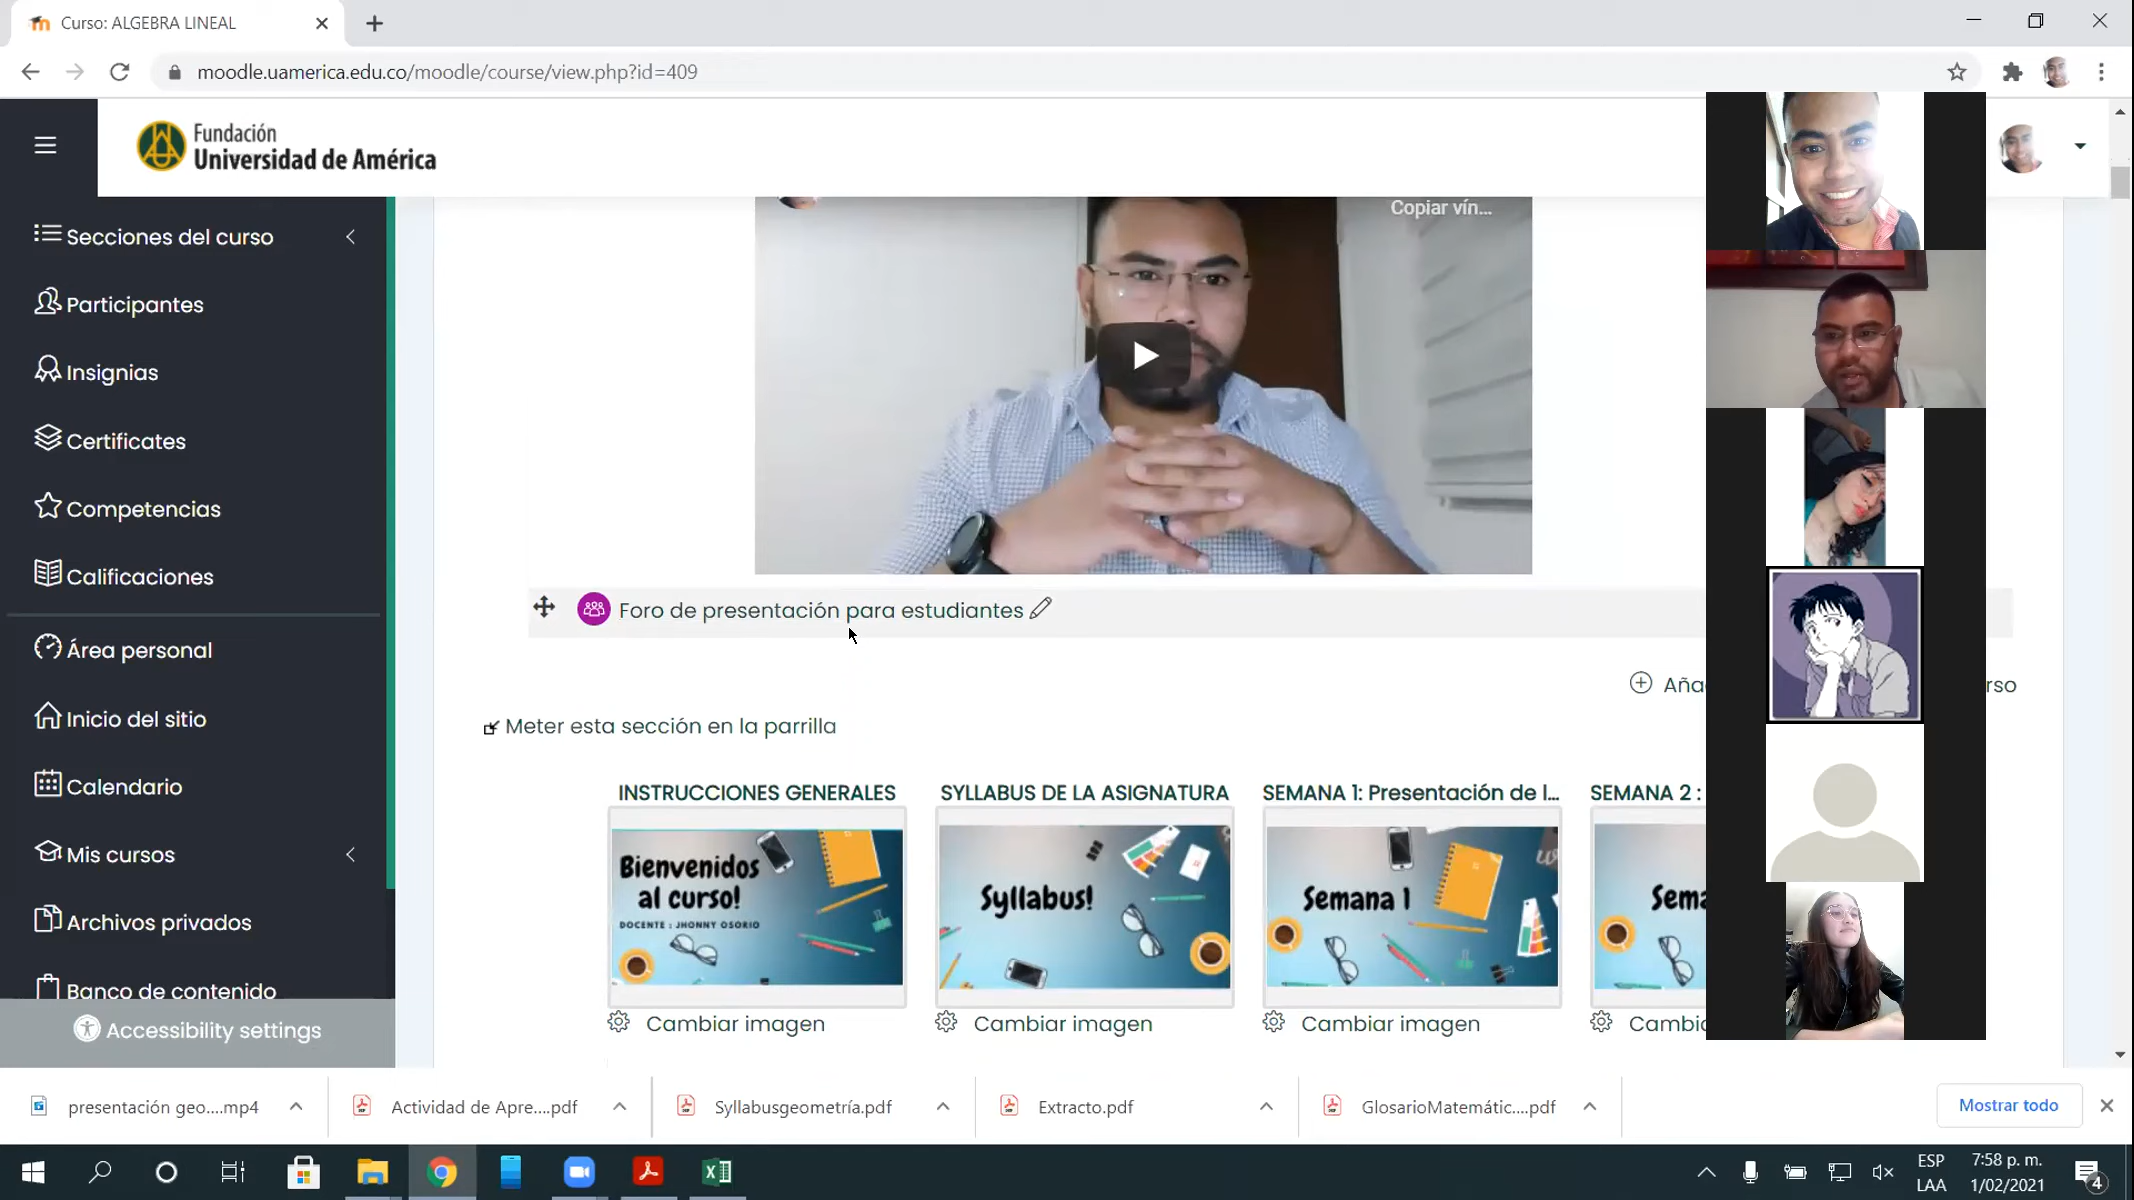 Curso: ALGEBRA LINEAL
moodle.uamerica.edu.co/moodle/course/view.php?id=409
Fundación
Universidad de América
Copiar vín...
Secciones del curso
Participantes
Insignias
Certificates
Competencias
Calificaciones
Área personal
Inicio del sitio
Calendario
Mis cursos
Archivos privados
Banco de contenido
Accessibility settings
Foro de presentación para estudiantes
Aña
rso
Meter esta sección en la parrilla
INSTRUCCIONES GENERALES
SYLLABUS DE LA ASIGNATURA
SEMANA 1: Presentación de l...
SEMANA 2 :
Bienvenidos
al curso!
DOCENTE : JHONNY OSORIO
Syllabus!
Semana 1
Sema
Cambiar imagen
Cambiar imagen
Cambiar imagen
Cambi
presentación geo....mp4
Actividad de Apre....pdf
Syllabusgeometría.pdf
Extracto.pdf
GlosarioMatemátic....pdf
Mostrar todo
ESP
LAA
7:58 p. m.
1/02/2021
4